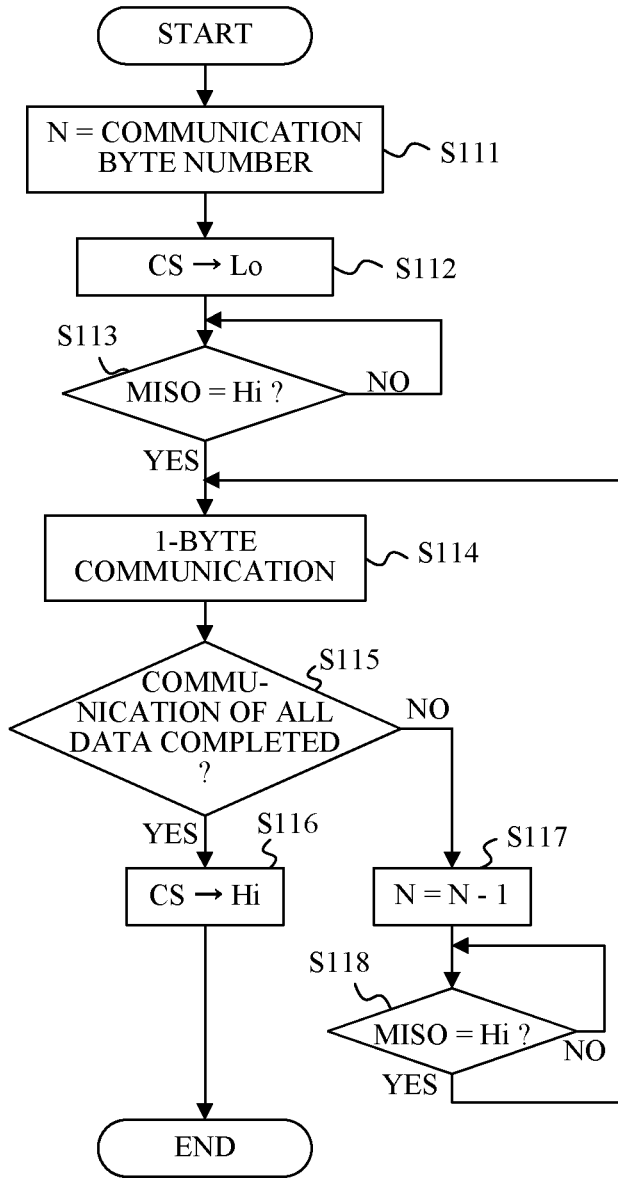 START
N = COMMUNICATION
BYTE NUMBER
S111
CS → Lo
S112
S113
MISO = Hi ?
NO
YES
1-BYTE
COMMUNICATION
S114
S115
COMMU-
NICATION OF ALL
DATA COMPLETED
?
NO
YES
S116
S117
CS → Hi
N = N - 1
S118
MISO = Hi ?
NO
YES
END